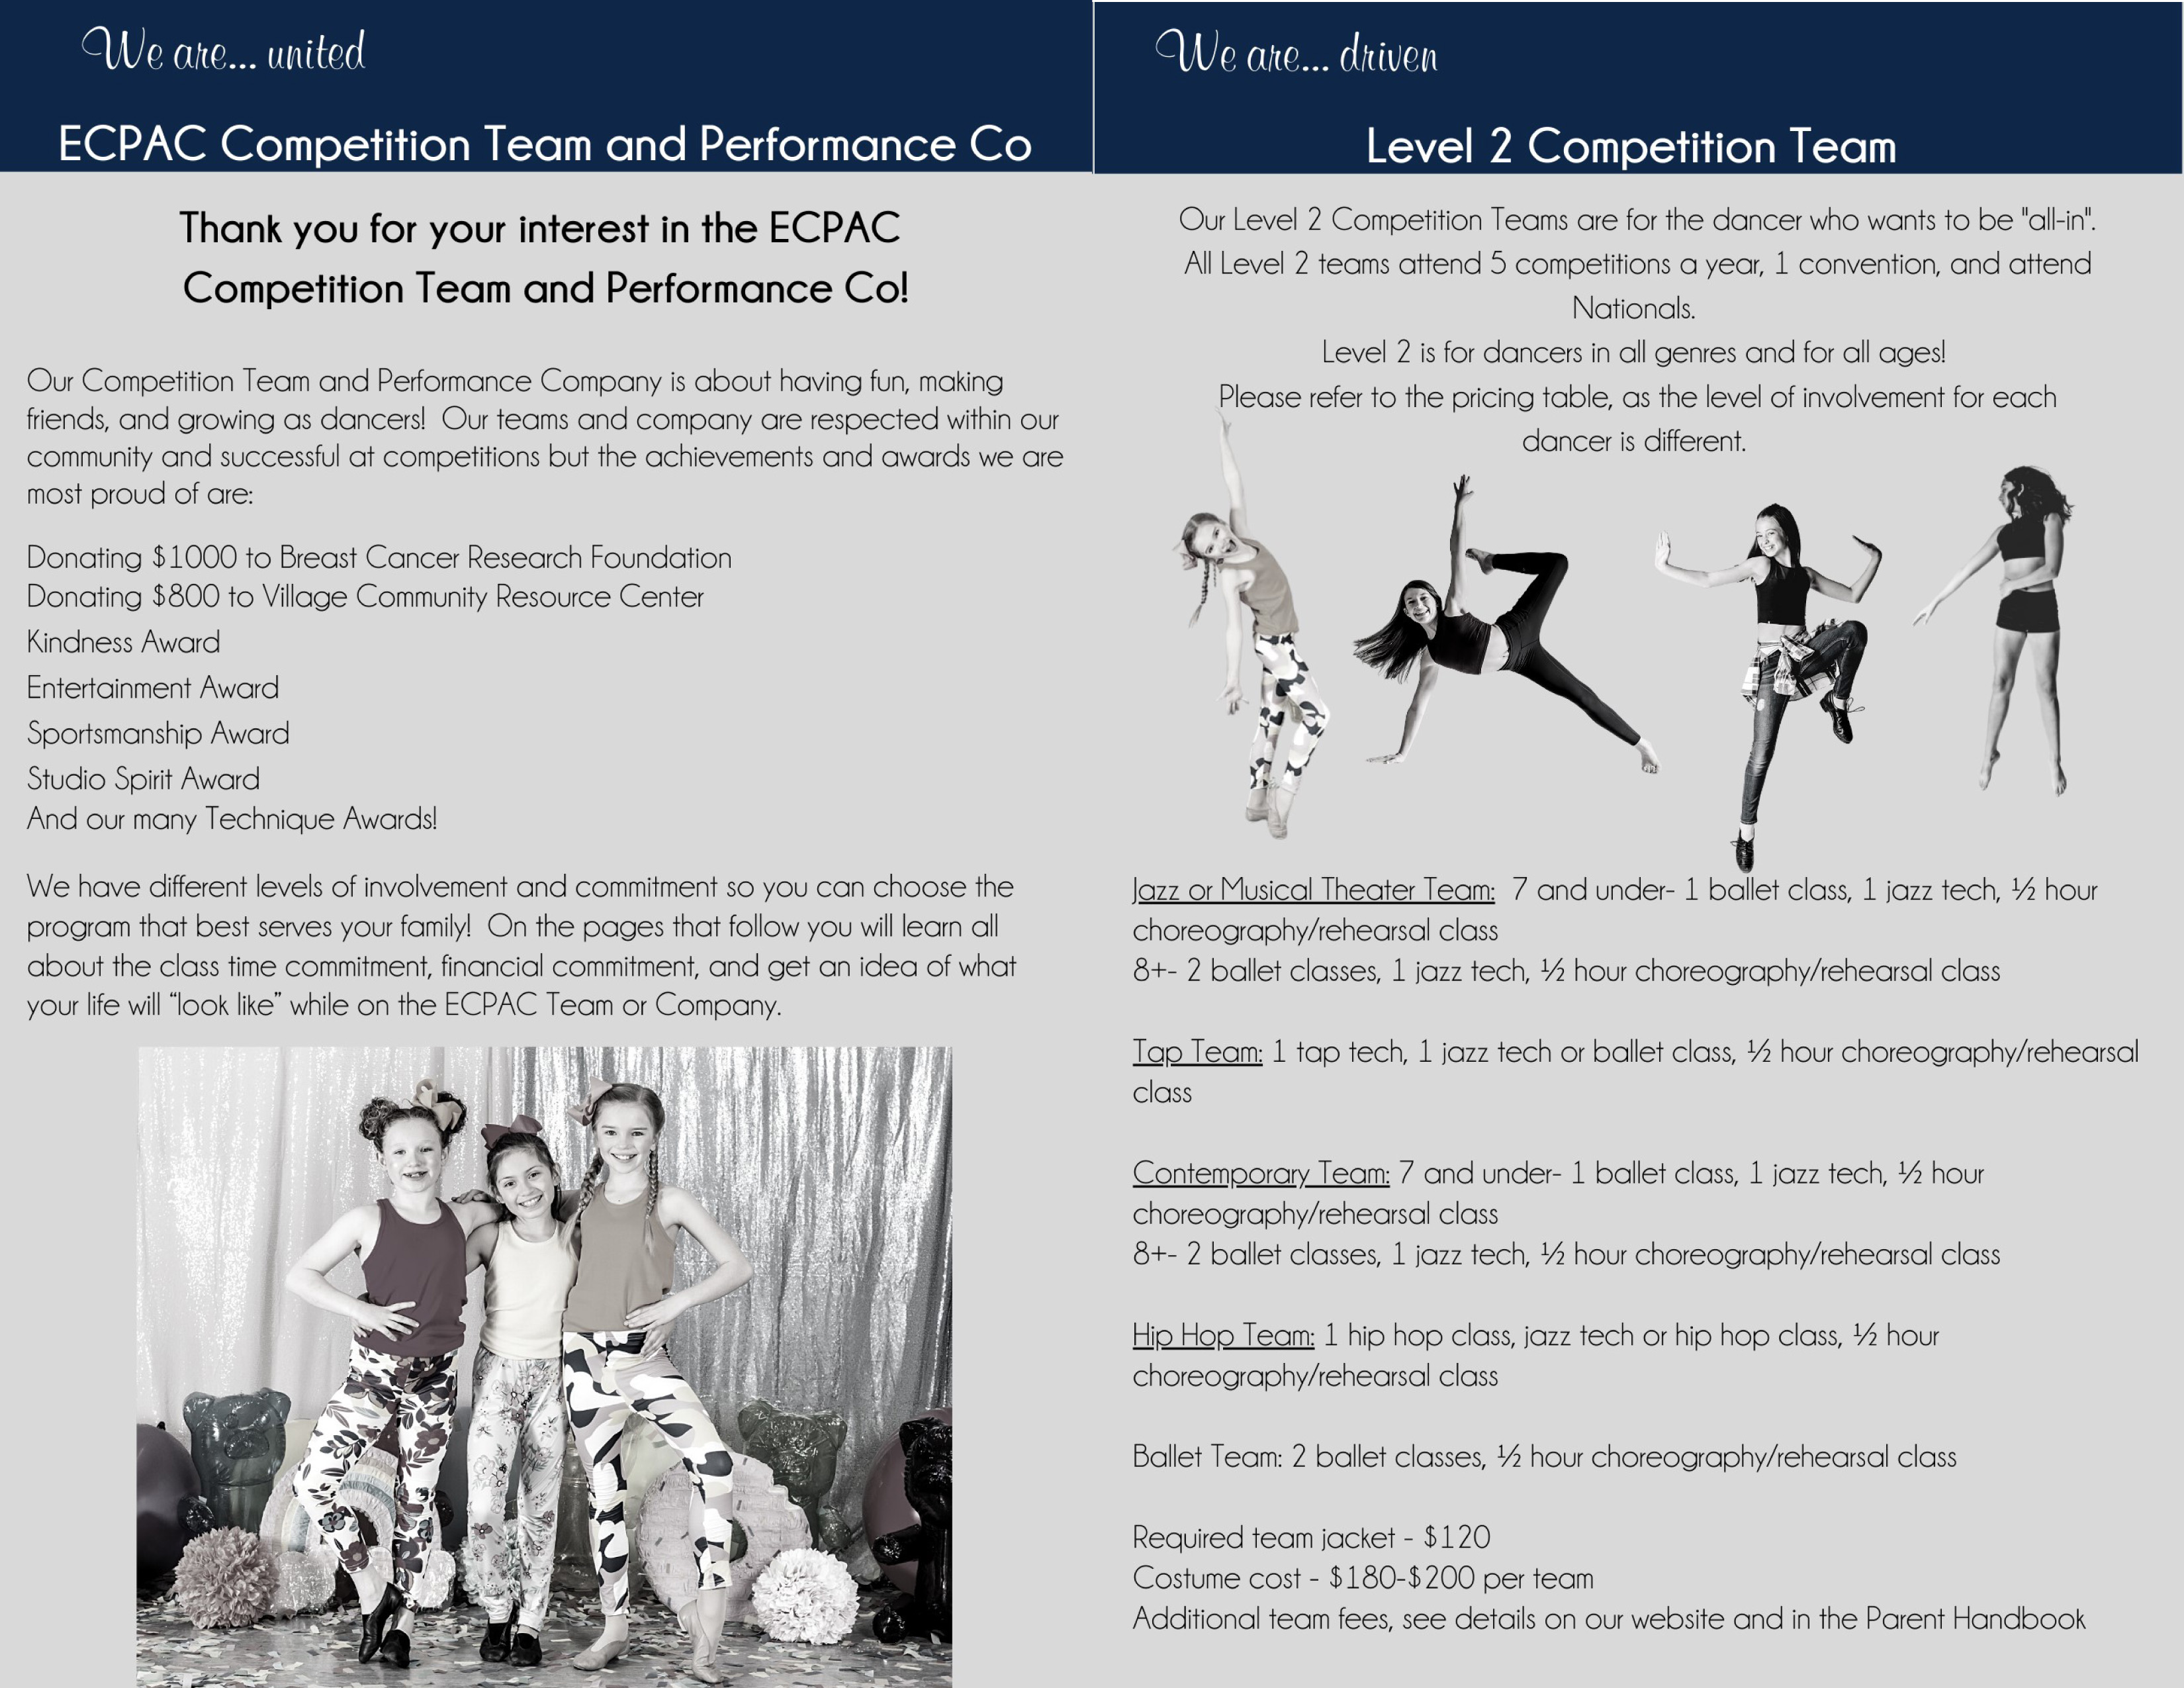 We are... united
ECPAC Competition Team and Performance Co
Thank you for your interest in the ECPAC
Competition Team and Performance Co!
Our Competition Team and Performance Company is about having fun, making
friends, and growing as dancers!  Our teams and company are respected within our
community and successful at competitions but the achievements and awards we are
most proud of are:
Donating $1000 to Breast Cancer Research Foundation
Donating $800 to Village Community Resource Center
Kindness Award
Entertainment Award
Sportsmanship Award
Studio Spirit Award
And our many Technique Awards!
We have different levels of involvement and commitment so you can choose the
program that best serves your family!  On the pages that follow you will learn all
about the class time commitment, financial commitment, and get an idea of what
your life will “look like” while on the ECPAC Team or Company.
We are... driven
Level 2 Competition Team
Our Level 2 Competition Teams are for the dancer who wants to be "all-in".
All Level 2 teams attend 5 competitions a year, 1 convention, and attend
Nationals.
Level 2 is for dancers in all genres and for all ages!
Please refer to the pricing table, as the level of involvement for each
dancer is different.
Jazz or Musical Theater Team:  7 and under- 1 ballet class, 1 jazz tech, ½ hour
choreography/rehearsal class
8+- 2 ballet classes, 1 jazz tech, ½ hour choreography/rehearsal class
Tap Team: 1 tap tech, 1 jazz tech or ballet class, ½ hour choreography/rehearsal
class
Contemporary Team: 7 and under- 1 ballet class, 1 jazz tech, ½ hour
choreography/rehearsal class
8+- 2 ballet classes, 1 jazz tech, ½ hour choreography/rehearsal class
Hip Hop Team: 1 hip hop class, jazz tech or hip hop class, ½ hour
choreography/rehearsal class
Ballet Team: 2 ballet classes, ½ hour choreography/rehearsal class
Required team jacket - $120
Costume cost - $180-$200 per team
Additional team fees, see details on our website and in the Parent Handbook